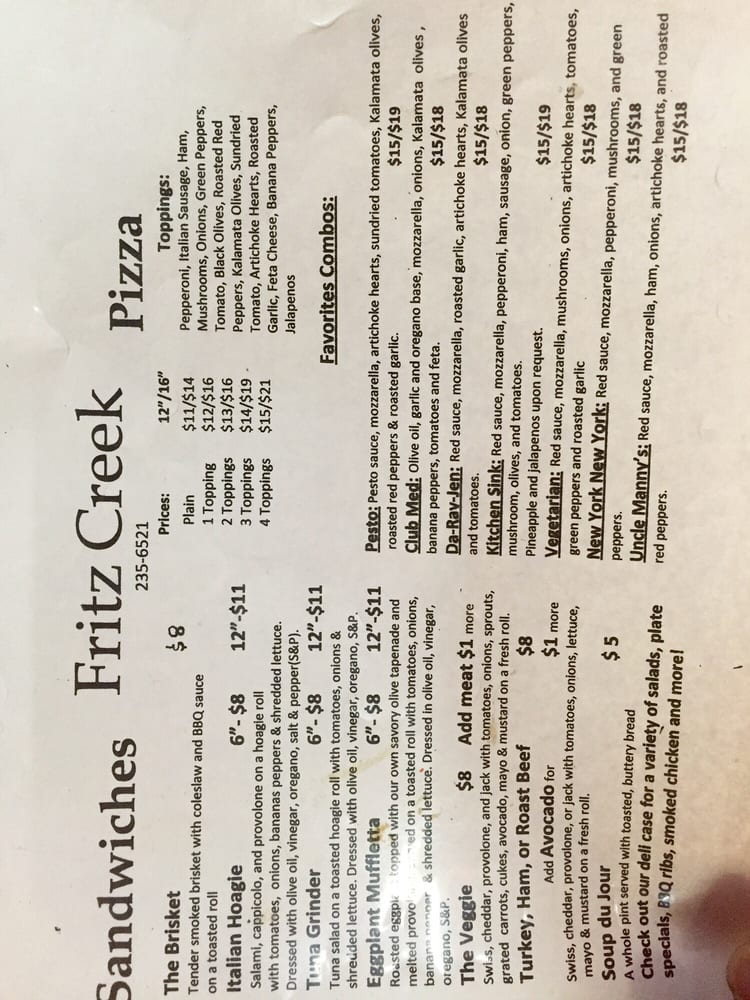 Sandwiches Fritz Creek Pizza
235-6521
The Brisket $8
Tender smoked brisket with coleslaw and BBQ sauce
on a toasted roll
Italian Hoagie 6"- $8 12"-$11
Salami, cappicolo, and provolone on a hoagie roll
with tomatoes, onions, bananas peppers & shredded lettuce.
Dressed with olive oil, vinegar, oregano, salt & pepper(S&P).
Tuna Grinder 6"- $8 12"-$11
Tuna salad on a toasted hoagie roll with tomatoes, onions &
shredded lettuce. Dressed with olive oil, vinegar, oregano, S&P.
Eggplant Muffletta 6"- $8 12"-$11
Roasted topped with our own savory olive tapenade and
melted on a toasted roll with tomatoes, onions,
banana pepper & shredded lettuce. Dressed in olive oil, vinegar,
oregano, S&P.
The Veggie $8 Add meat $1 more
Swiss, cheddar, provolone, and jack with tomatoes, onions, sprouts,
grated carrots, cukes, avocado, mayo & mustard on a fresh roll.
Turkey, Ham, or Roast Beef $8
Add Avocado for $1 more
Swiss, cheddar, provolone, or jack with tomatoes, onions, lettuce,
mayo & mustard on a fresh roll.
Soup du Jour $5
A whole pint served with toasted, buttery bread
Check out our deli case for a variety of salads, plate
specials, BBQ ribs, smoked chicken and more!
Prices: 12"/16"
Plain $11/$14
1 Topping $12/$16
2 Toppings $13/$16
3 Toppings $14/$19
4 Toppings $15/$21
Toppings:
Pepperoni, Italian Sausage, Ham,
Mushrooms, Onions, Green Peppers,
Tomato, Black Olives, Roasted Red
Peppers, Kalamata Olives, Sundried
Tomato, Artichoke Hearts, Roasted
Garlic, Feta Cheese, Banana Peppers,
Jalapenos
Favorites Combos:
Pesto: Pesto sauce, mozzarella, artichoke hearts, sundried tomatoes, Kalamata olives,
roasted red peppers & roasted garlic. $15/$19
Club Med: Olive oil, garlic and oregano base, mozzarella, onions, Kalamata olives ,
banana peppers, tomatoes and feta. $15/$18
Da-Ray-Jen: Red sauce, mozzarella, roasted garlic, artichoke hearts, Kalamata olives
and tomatoes. $15/$18
Kitchen Sink: Red sauce, mozzarella, pepperoni, ham, sausage, onion, green peppers,
mushroom, olives, and tomatoes.
Pineapple and jalapenos upon request. $15/$19
Vegetarian: Red sauce, mozzarella, mushrooms, onions, artichoke hearts, tomatoes,
green peppers and roasted garlic $15/$18
New York New York: Red sauce, mozzarella, pepperoni, mushrooms, and green
peppers. $15/$18
Uncle Manny's: Red sauce, mozzarella, ham, onions, artichoke hearts, and roasted
red peppers. $15/$18